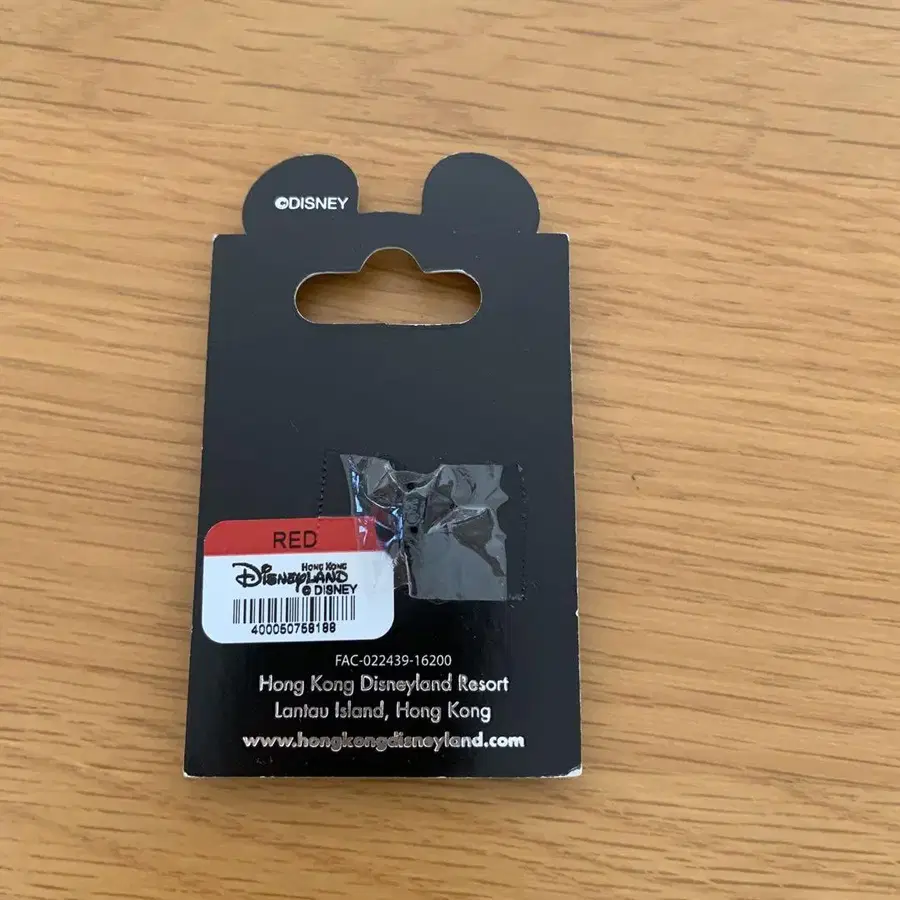 ©DISNEY
RED
HONG KONG
DISNEYLAND
© DISNEY
400050758188
FAC-022439-16200
Hong Kong Disneyland Resort
Lantau Island, Hong Kong
www.hongkongdisneyland.com